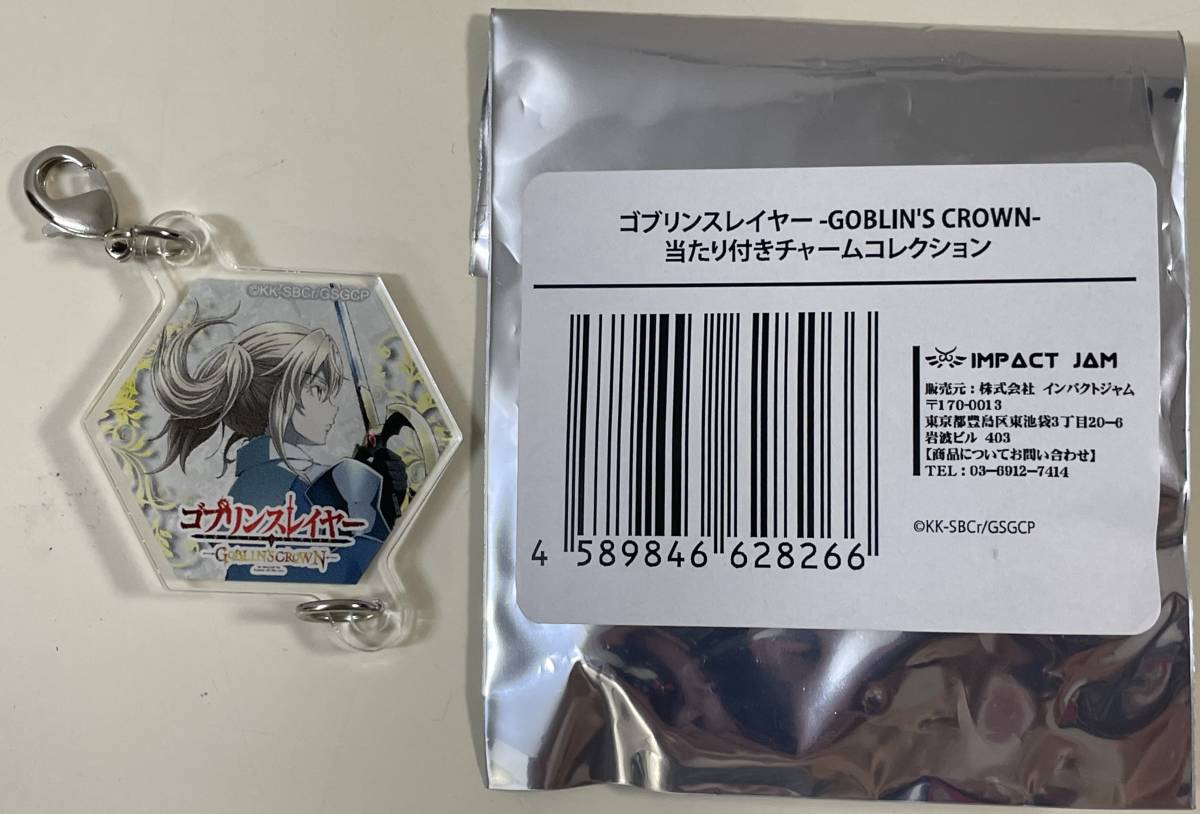 ©KK-SBCr/GSGCP
ゴブリンスレイヤー
GOBLIN'S CROWN
ゴブリンスレイヤー -GOBLIN'S CROWN-
当たり付きチャームコレクション
4 589846 628266
IMPACT JAM
販売元：株式会社 インパクトジャム
〒170-0013
東京都豊島区東池袋3丁目20-6
岩波ビル 403
【商品についてお問い合わせ】
TEL：03-6912-7414
©KK-SBCr/GSGCP